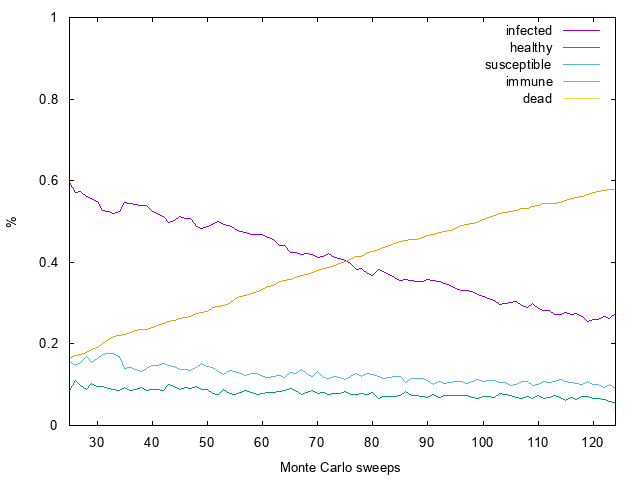 1
infected
healthy
susceptible
immune
dead
0.8
0.6
%
0.4
0.2
0
30 40 50 60 70 80 90 100 110 120
Monte Carlo sweeps